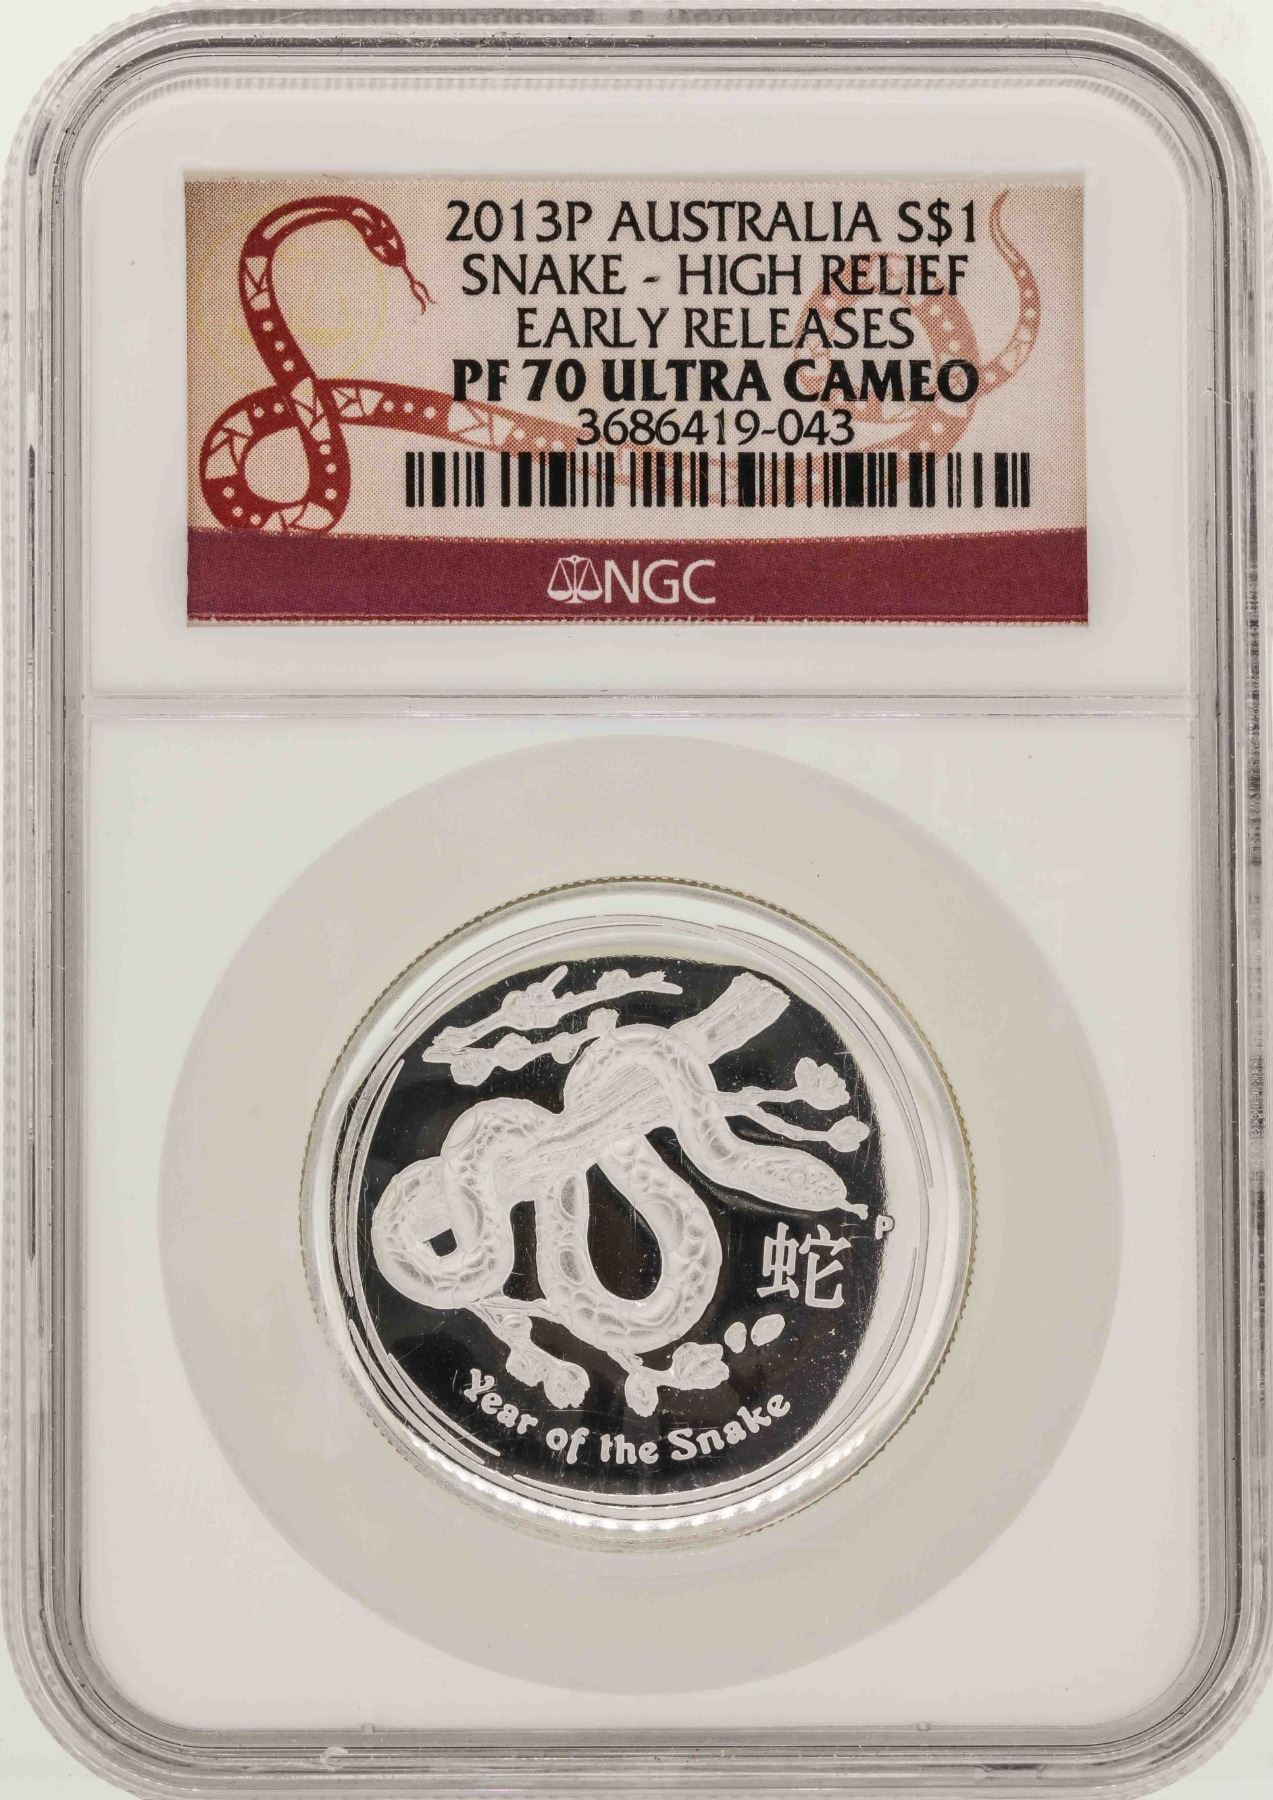 2013P AUSTRALIA S$1
SNAKE - HIGH RELIEF
EARLY RELEASES
PF 70 ULTRA CAMEO
3686419-043
NGC
P
蛇
Year of the Snake